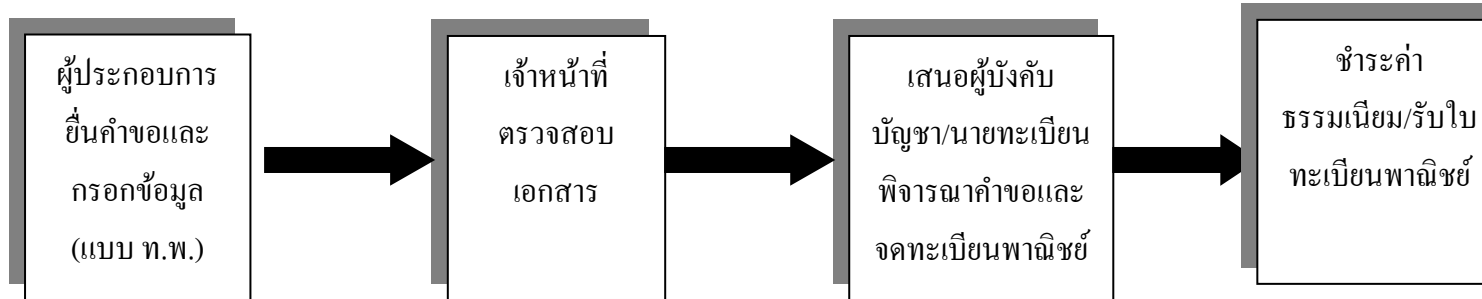 ผู้ประกอบการ
ยื่นคำขอและ
กรอกข้อมูล
(แบบ ท.พ.)
เจ้าหน้าที่
ตรวจสอบ
เอกสาร
เสนอผู้บังคับ
บัญชา/นายทะเบียน
พิจารณาคำขอและ
จดทะเบียนพาณิชย์
ชำระค่า
ธรรมเนียม/รับใบ
ทะเบียนพาณิชย์